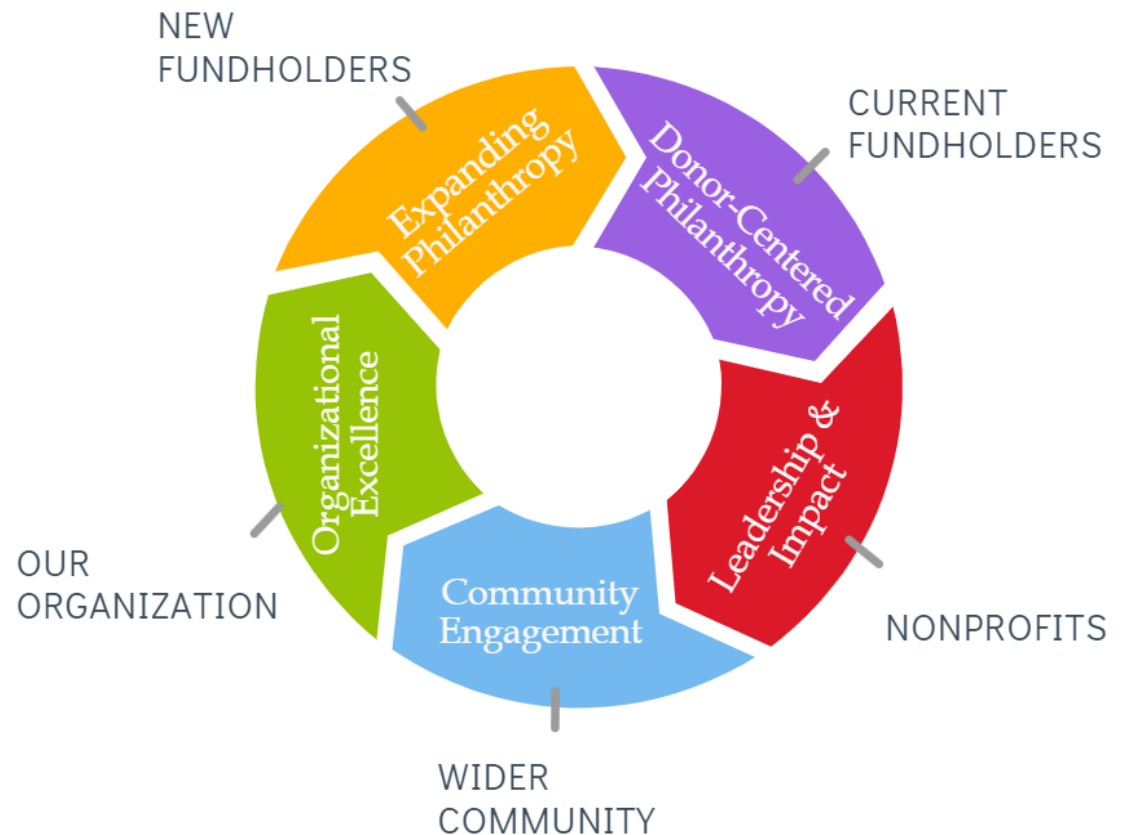 NEW
FUNDHOLDERS
CURRENT
FUNDHOLDERS
Expanding
Philanthropy
Donor-Centered
Philanthropy
Organizational
Excellence
Leadership &
Impact
Community
Engagement
OUR
ORGANIZATION
NONPROFITS
WIDER
COMMUNITY